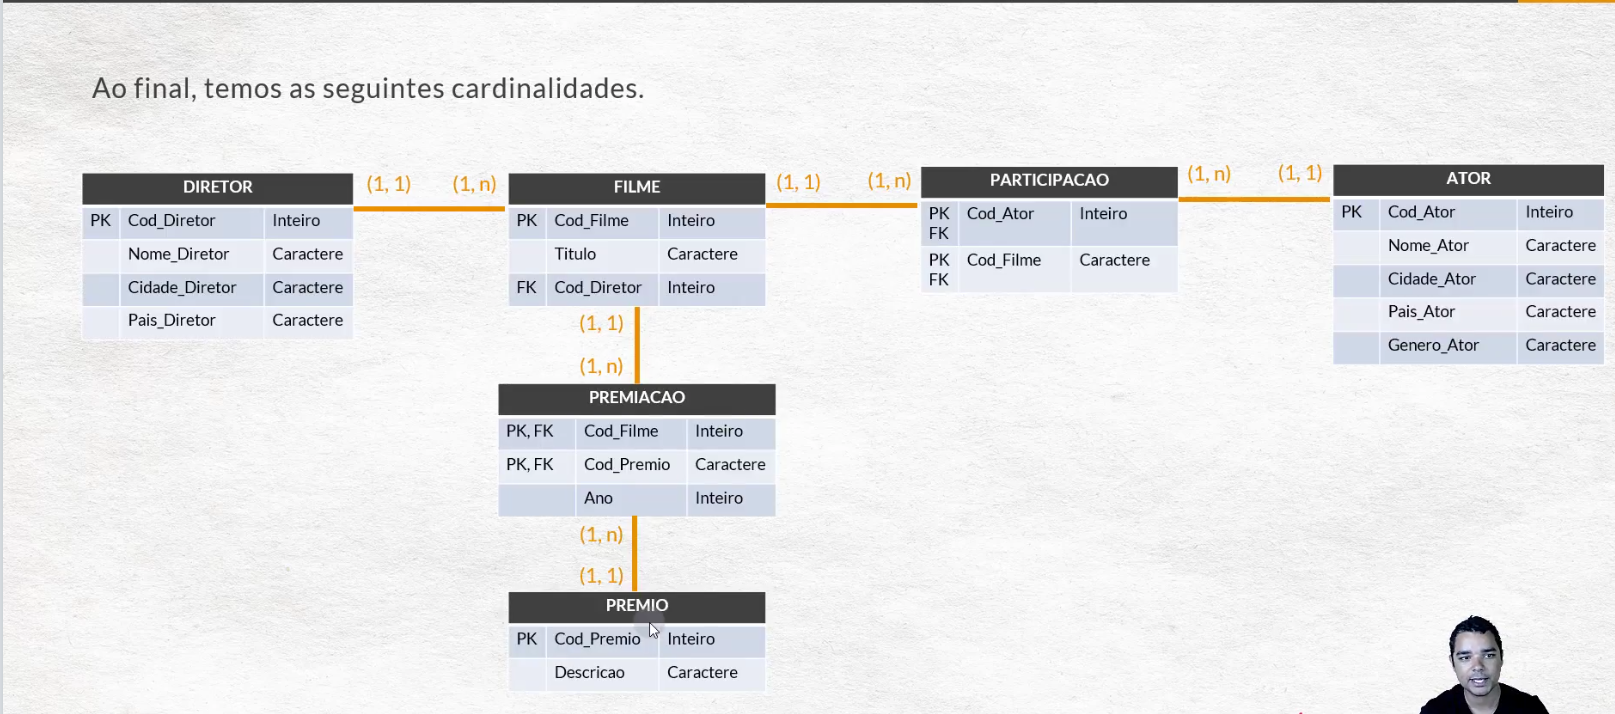 Ao final, temos as seguintes cardinalidades.
DIRETOR
PK Cod_Diretor Inteiro
Nome_Diretor Caractere
Cidade_Diretor Caractere
Pais_Diretor Caractere
(1, 1) (1, n)
FILME
PK Cod_Filme Inteiro
Titulo Caractere
FK Cod_Diretor Inteiro
(1, 1) (1, n)
PARTICIPACAO
PK FK Cod_Ator Inteiro
PK FK Cod_Filme Caractere
(1, n) (1, 1)
ATOR
PK Cod_Ator Inteiro
Nome_Ator Caractere
Cidade_Ator Caractere
Pais_Ator Caractere
Genero_Ator Caractere
(1, 1)
(1, n)
PREMIACAO
PK, FK Cod_Filme Inteiro
PK, FK Cod_Premio Caractere
Ano Inteiro
(1, n)
(1, 1)
PREMIO
PK Cod_Premio Inteiro
Descricao Caractere